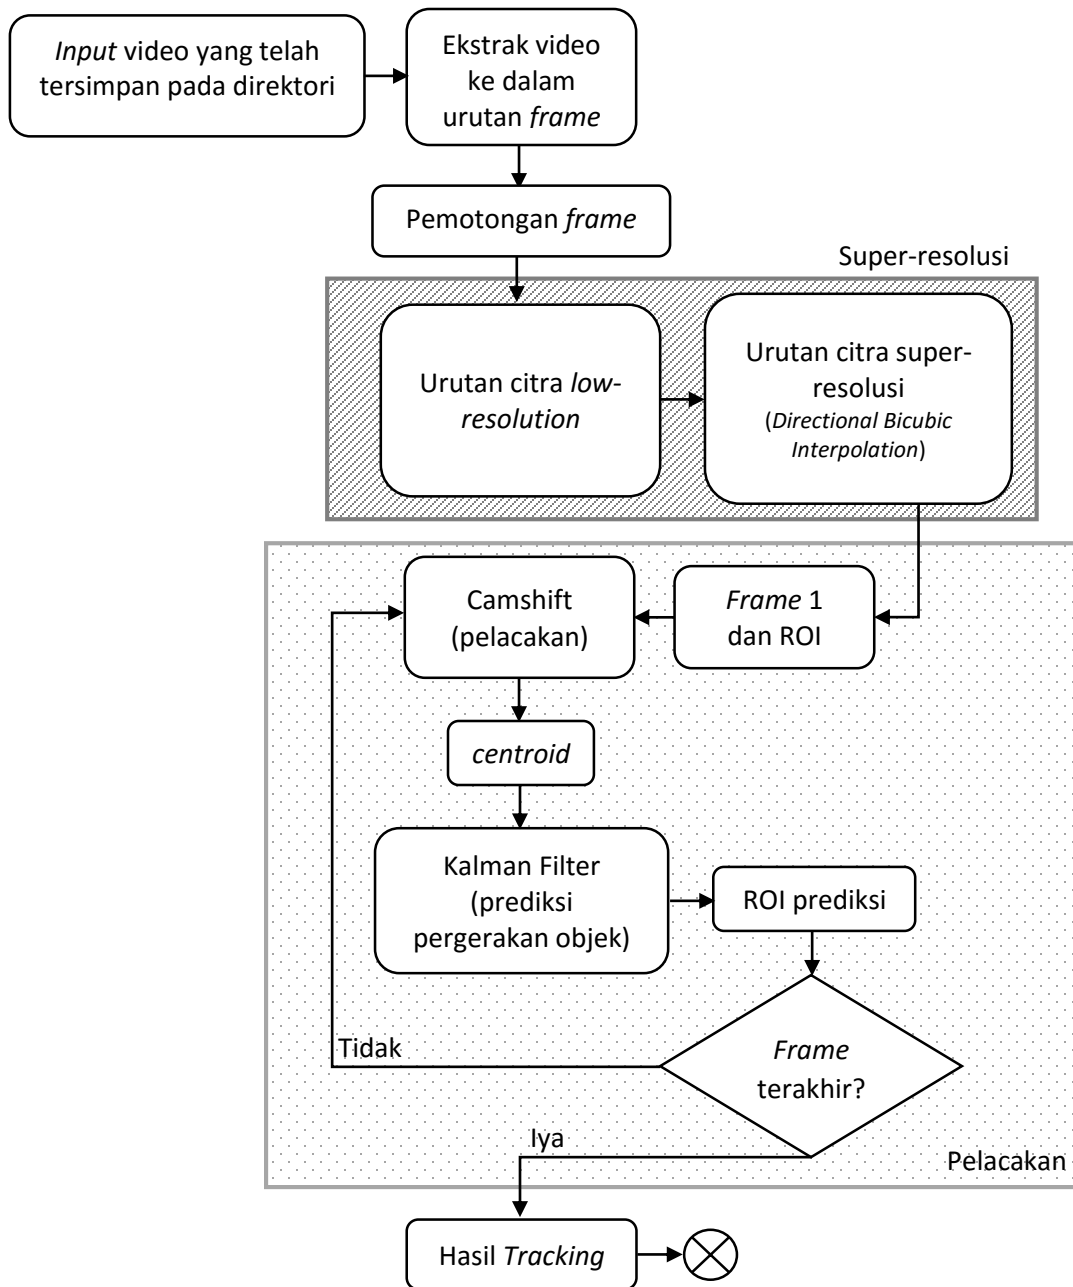 Input video yang telah
tersimpan pada direktori
Ekstrak video
ke dalam
urutan frame
Pemotongan frame
Super-resolusi
Urutan citra low-
resolution
Urutan citra super-
resolusi
(Directional Bicubic
Interpolation)
Camshift
(pelacakan)
Frame 1
dan ROI
centroid
Kalman Filter
(prediksi
pergerakan objek)
ROI prediksi
Tidak
Frame
terakhir?
Iya
Pelacakan
Hasil Tracking